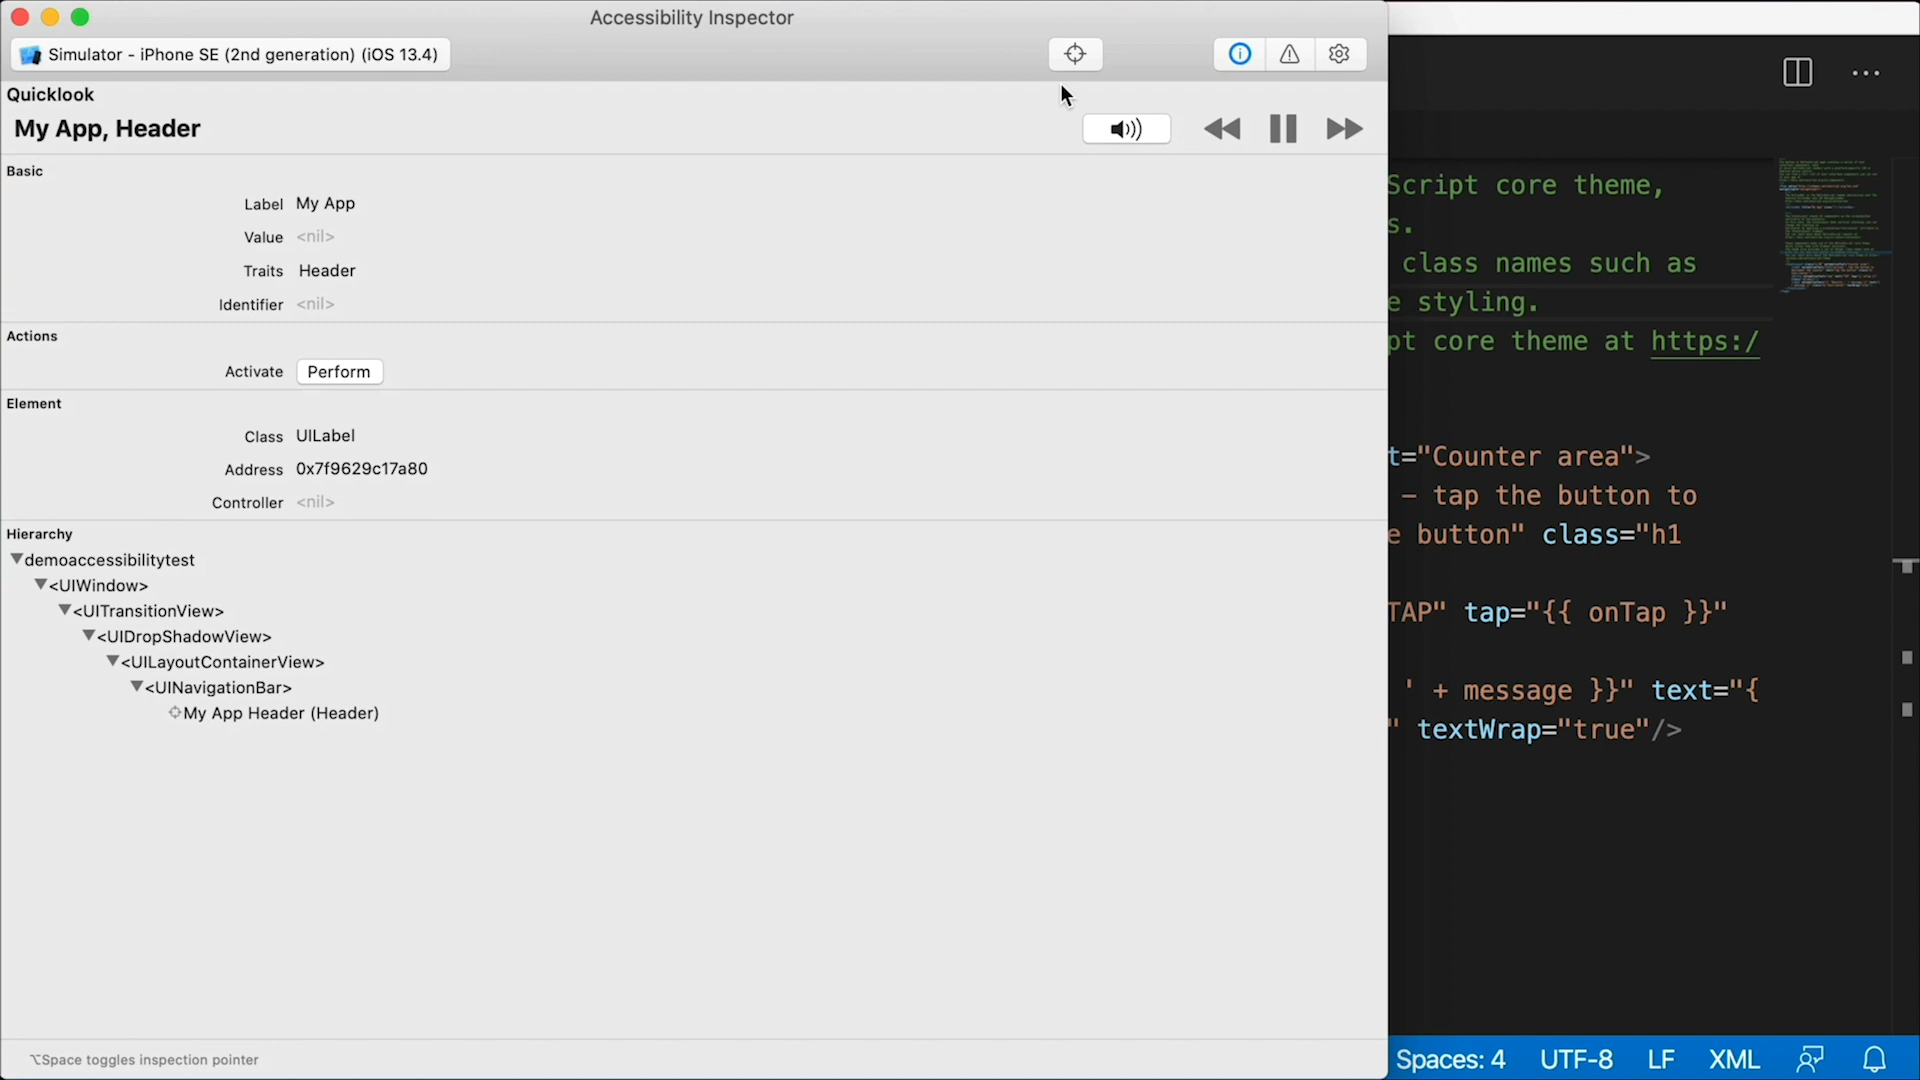 Accessibility Inspector
Simulator - iPhone SE (2nd generation) (iOS 13.4)
Quicklook
My App, Header
Basic
Label My App
Value <nil>
Traits Header
Identifier <nil>
Actions
Activate Perform
Element
Class UILabel
Address 0x7f9629c17a80
Controller <nil>
Hierarchy
demoaccessibilitytest
<UIWindow>
<UITransitionView>
<UIDropShadowView>
<UILayoutContainerView>
<UINavigationBar>
My App Header (Header)
⌥Space toggles inspection pointer
Script core theme,
s.
class names such as
e styling.
pt core theme at https:/
t="Counter area">
– tap the button to
e button" class="h1
TAP" tap="{{ onTap }}"
' + message }}" text="{
" textWrap="true"/>
Spaces: 4 UTF-8 LF XML